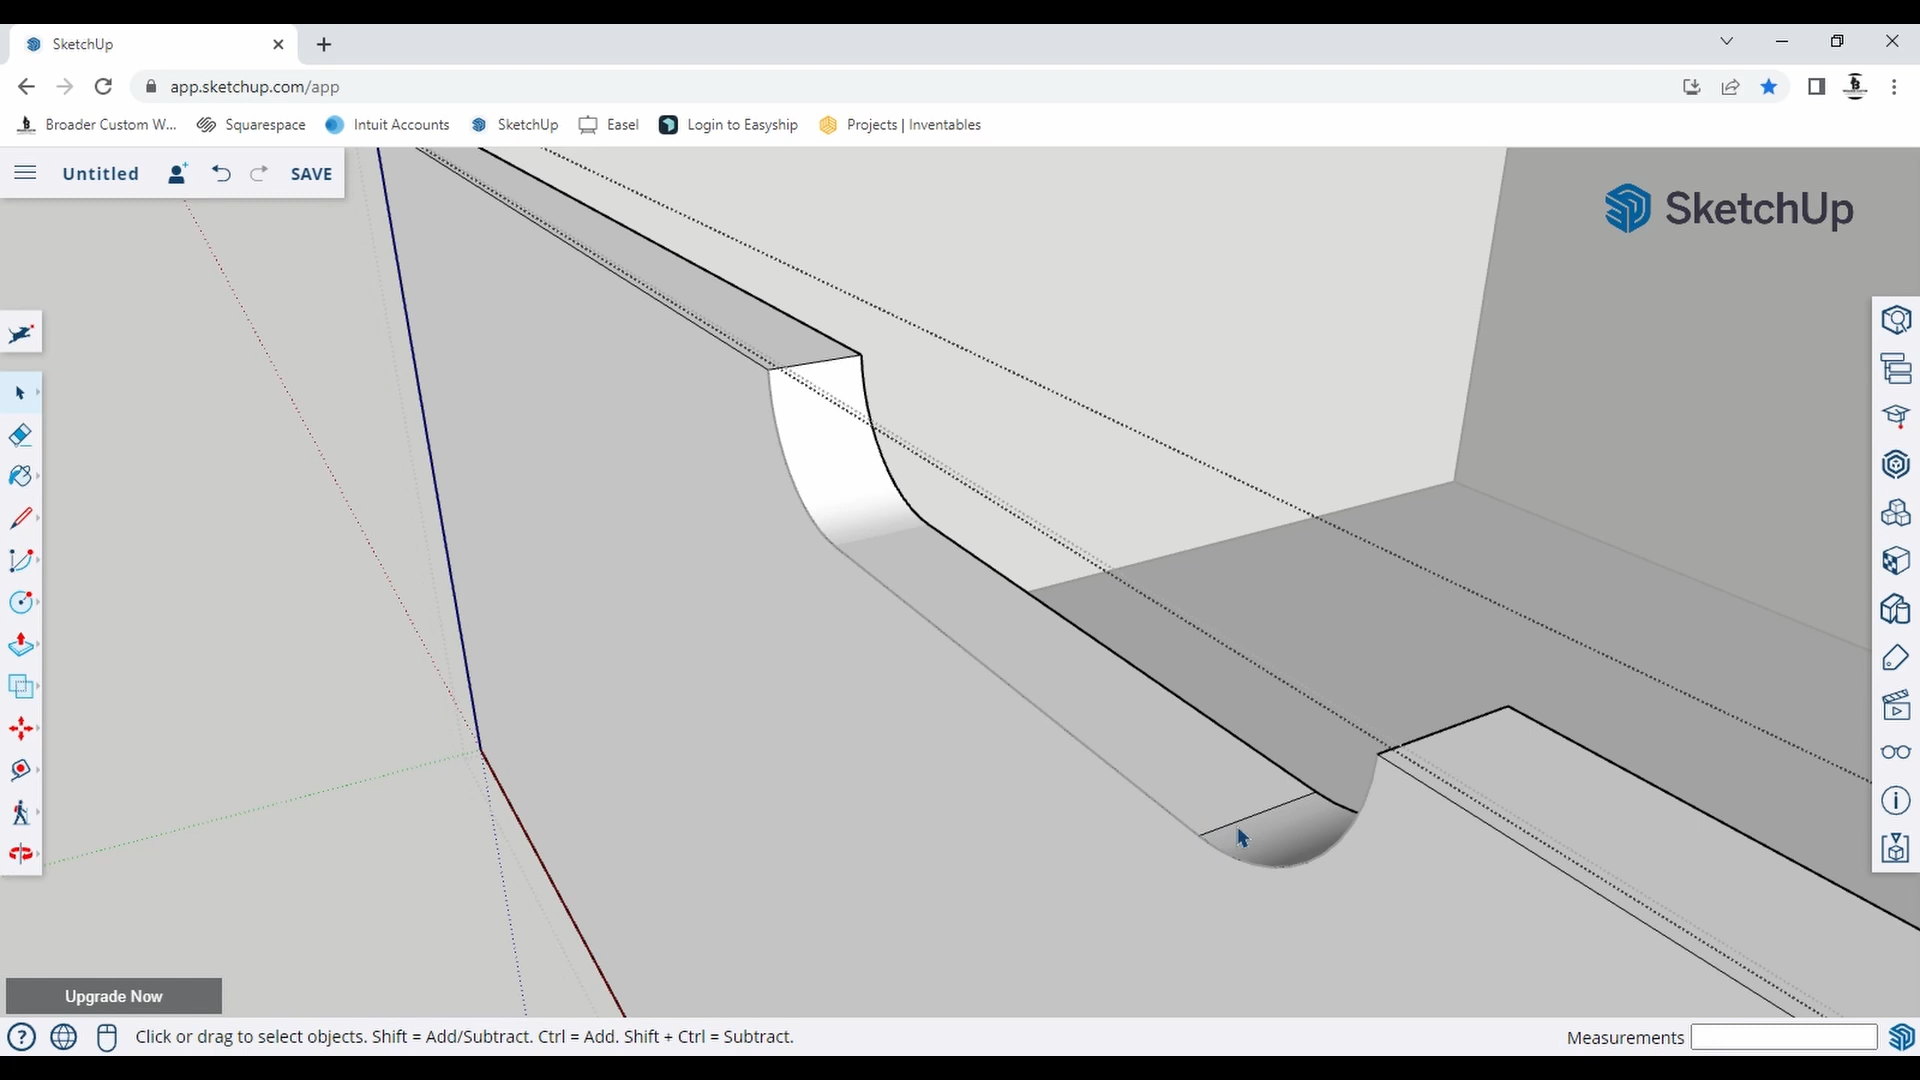 SketchUp
app.sketchup.com/app
Broader Custom W... Squarespace Intuit Accounts SketchUp Easel Login to Easyship Projects | Inventables
Untitled SAVE
SketchUp
Upgrade Now
Click or drag to select objects. Shift = Add/Subtract. Ctrl = Add. Shift + Ctrl = Subtract.
Measurements